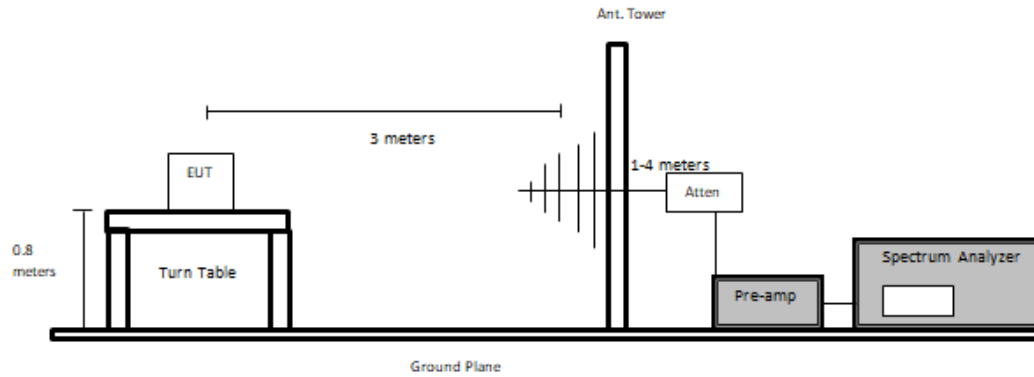 Ant. Tower
3 meters
1-4 meters
EUT
Atten
0.8
meters
Turn Table
Spectrum Analyzer
Pre-amp
Ground Plane